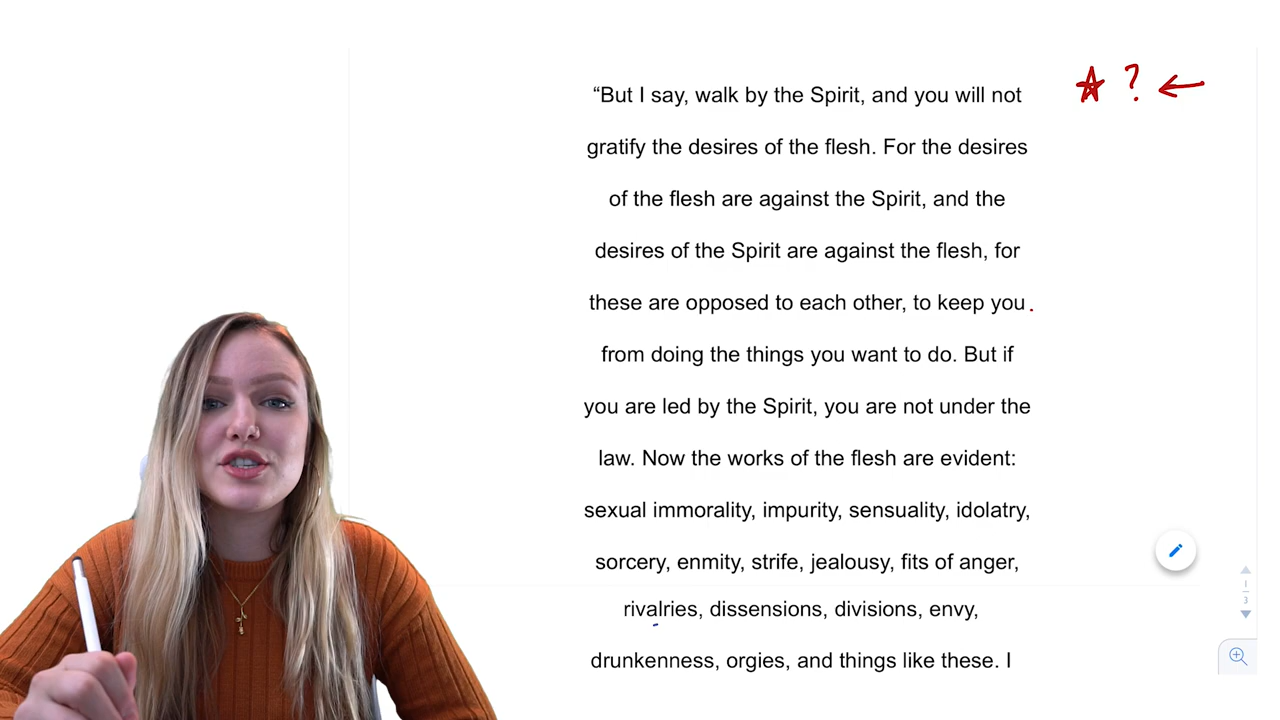 “But I say, walk by the Spirit, and you will not
gratify the desires of the flesh. For the desires
of the flesh are against the Spirit, and the
desires of the Spirit are against the flesh, for
these are opposed to each other, to keep you
from doing the things you want to do. But if
you are led by the Spirit, you are not under the
law. Now the works of the flesh are evident:
sexual immorality, impurity, sensuality, idolatry,
sorcery, enmity, strife, jealousy, fits of anger,
rivalries, dissensions, divisions, envy,
drunkenness, orgies, and things like these. I
?
1
3